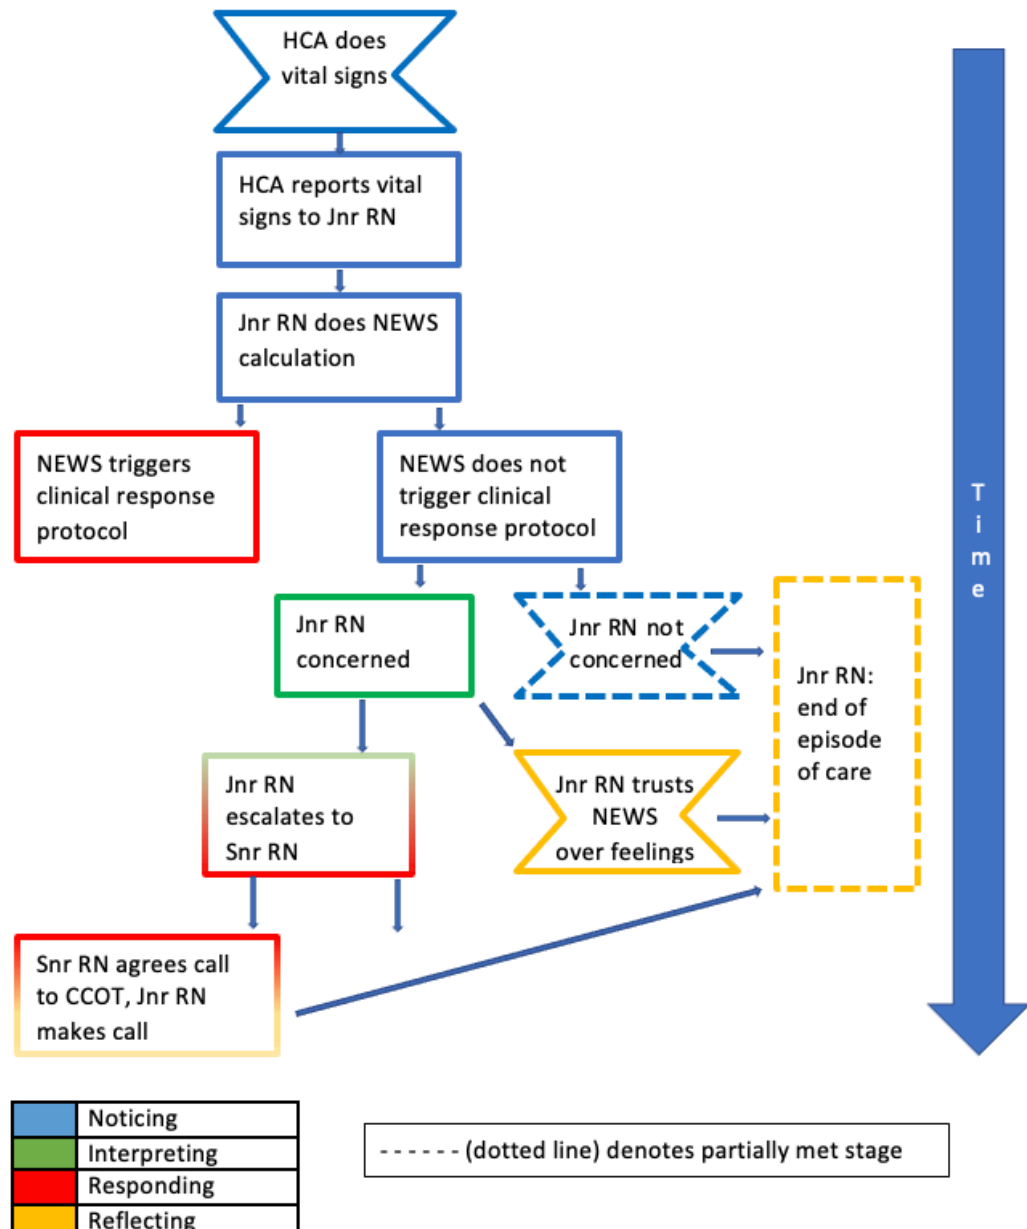 HCA does
vital signs
HCA reports vital
signs to Jnr RN
Jnr RN does NEWS
calculation
NEWS triggers
clinical response
protocol
NEWS does not
trigger clinical
response protocol
Time
Jnr RN
concerned
Jnr RN not
concerned
Jnr RN:
end of
episode
of care
Jnr RN
escalates to
Snr RN
Jnr RN trusts
NEWS
over feelings
Snr RN agrees call
to CCOT, Jnr RN
makes call
Noticing
Interpreting
Responding
Reflecting
- - - - - - (dotted line) denotes partially met stage